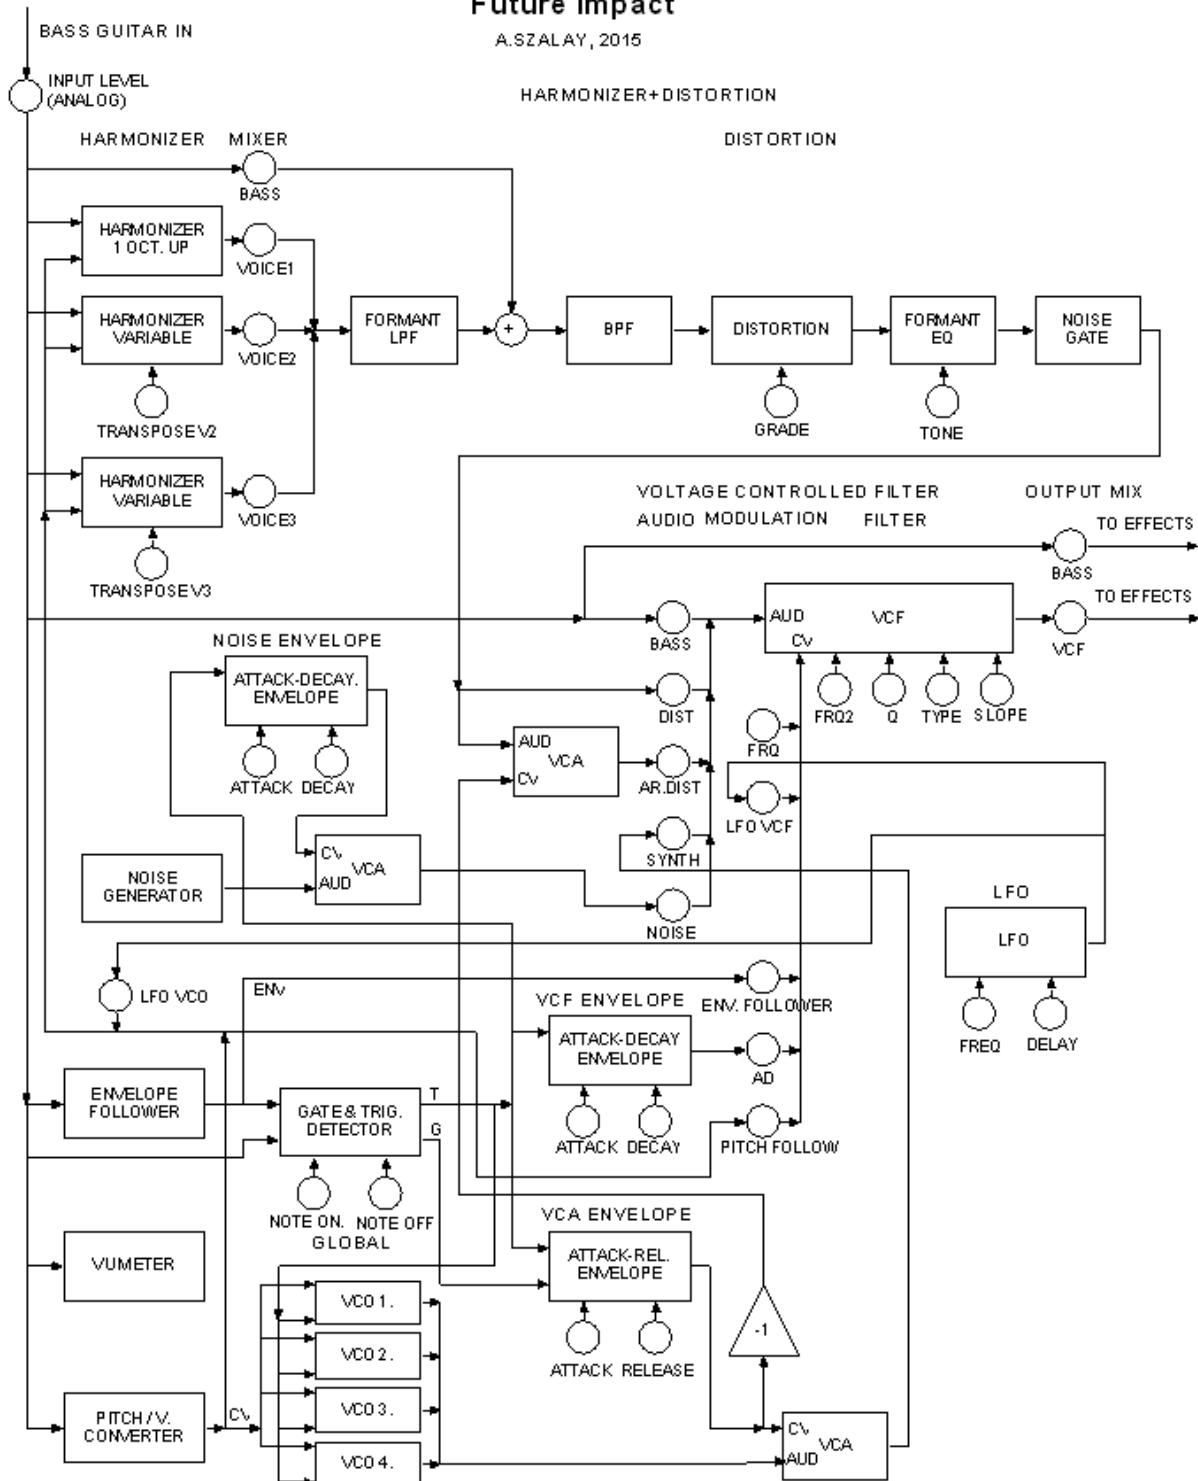 Future Impact
A.SZALAY, 2015
BASS GUITAR IN
INPUT LEVEL
(ANALOG)
HARMONIZER+DISTORTION
HARMONIZER MIXER
DISTORTION
BASS
HARMONIZER
1 OCT. UP
VOICE1
HARMONIZER
VARIABLE
VOICE2
TRANSPOSE V2
FORMANT
LPF
+
BPF
DISTORTION
GRADE
FORMANT
EQ
TONE
NOISE
GATE
HARMONIZER
VARIABLE
VOICE3
TRANSPOSE V3
VOLTAGE CONTROLLED FILTER
OUTPUT MIX
AUDIO MODULATION FILTER
TO EFFECTS
BASS
TO EFFECTS
AUD
VCF
CV
VCF
BASS
FRQ2
Q
TYPE
SLOPE
NOISE ENVELOPE
ATTACK-DECAY.
ENVELOPE
ATTACK DECAY
DIST
FRQ
AUD
VCA
CV
AR.DIST
LFO VCF
SYNTH
NOISE
GENERATOR
CV
VCA
AUD
NOISE
LFO
LFO
FREQ
DELAY
LFO VCO
ENV
ENV. FOLLOWER
VCF ENVELOPE
ATTACK-DECAY
ENVELOPE
AD
ATTACK DECAY
PITCH FOLLOW
ENVELOPE
FOLLOWER
GATE & TRIG.
DETECTOR
T
G
NOTE ON.
NOTE OFF
GLOBAL
VCA ENVELOPE
ATTACK-REL.
ENVELOPE
ATTACK RELEASE
-1
VUMETER
VCO 1.
VCO 2.
VCO 3.
VCO 4.
PITCH / V.
CONVERTER
CV
CV
VCA
AUD